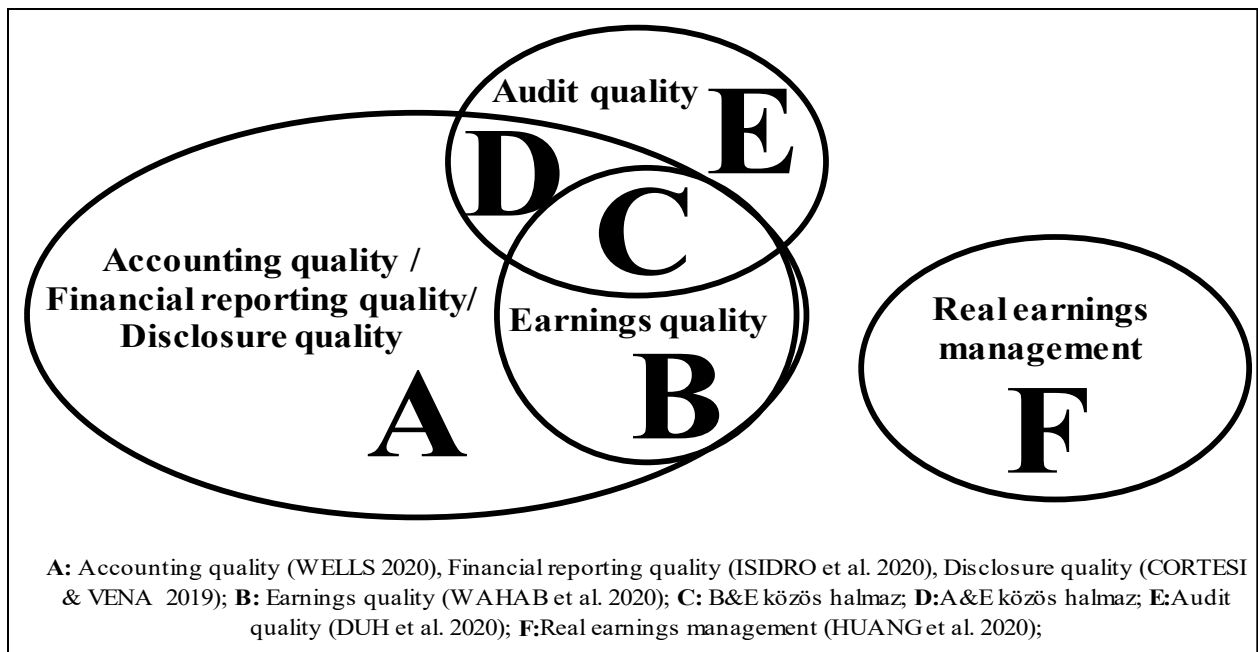 Audit quality
E
D
C
Accounting quality /
Financial reporting quality/
Disclosure quality
A
Earnings quality
B
Real earnings
management
F
A: Accounting quality (WELLS 2020), Financial reporting quality (ISIDRO et al. 2020), Disclosure quality (CORTESI
& VENA 2019); B: Earnings quality (WAHAB et al. 2020); C: B&E közös halmaz; D:A&E közös halmaz; E:Audit
quality (DUH et al. 2020); F:Real earnings management (HUANG et al. 2020);